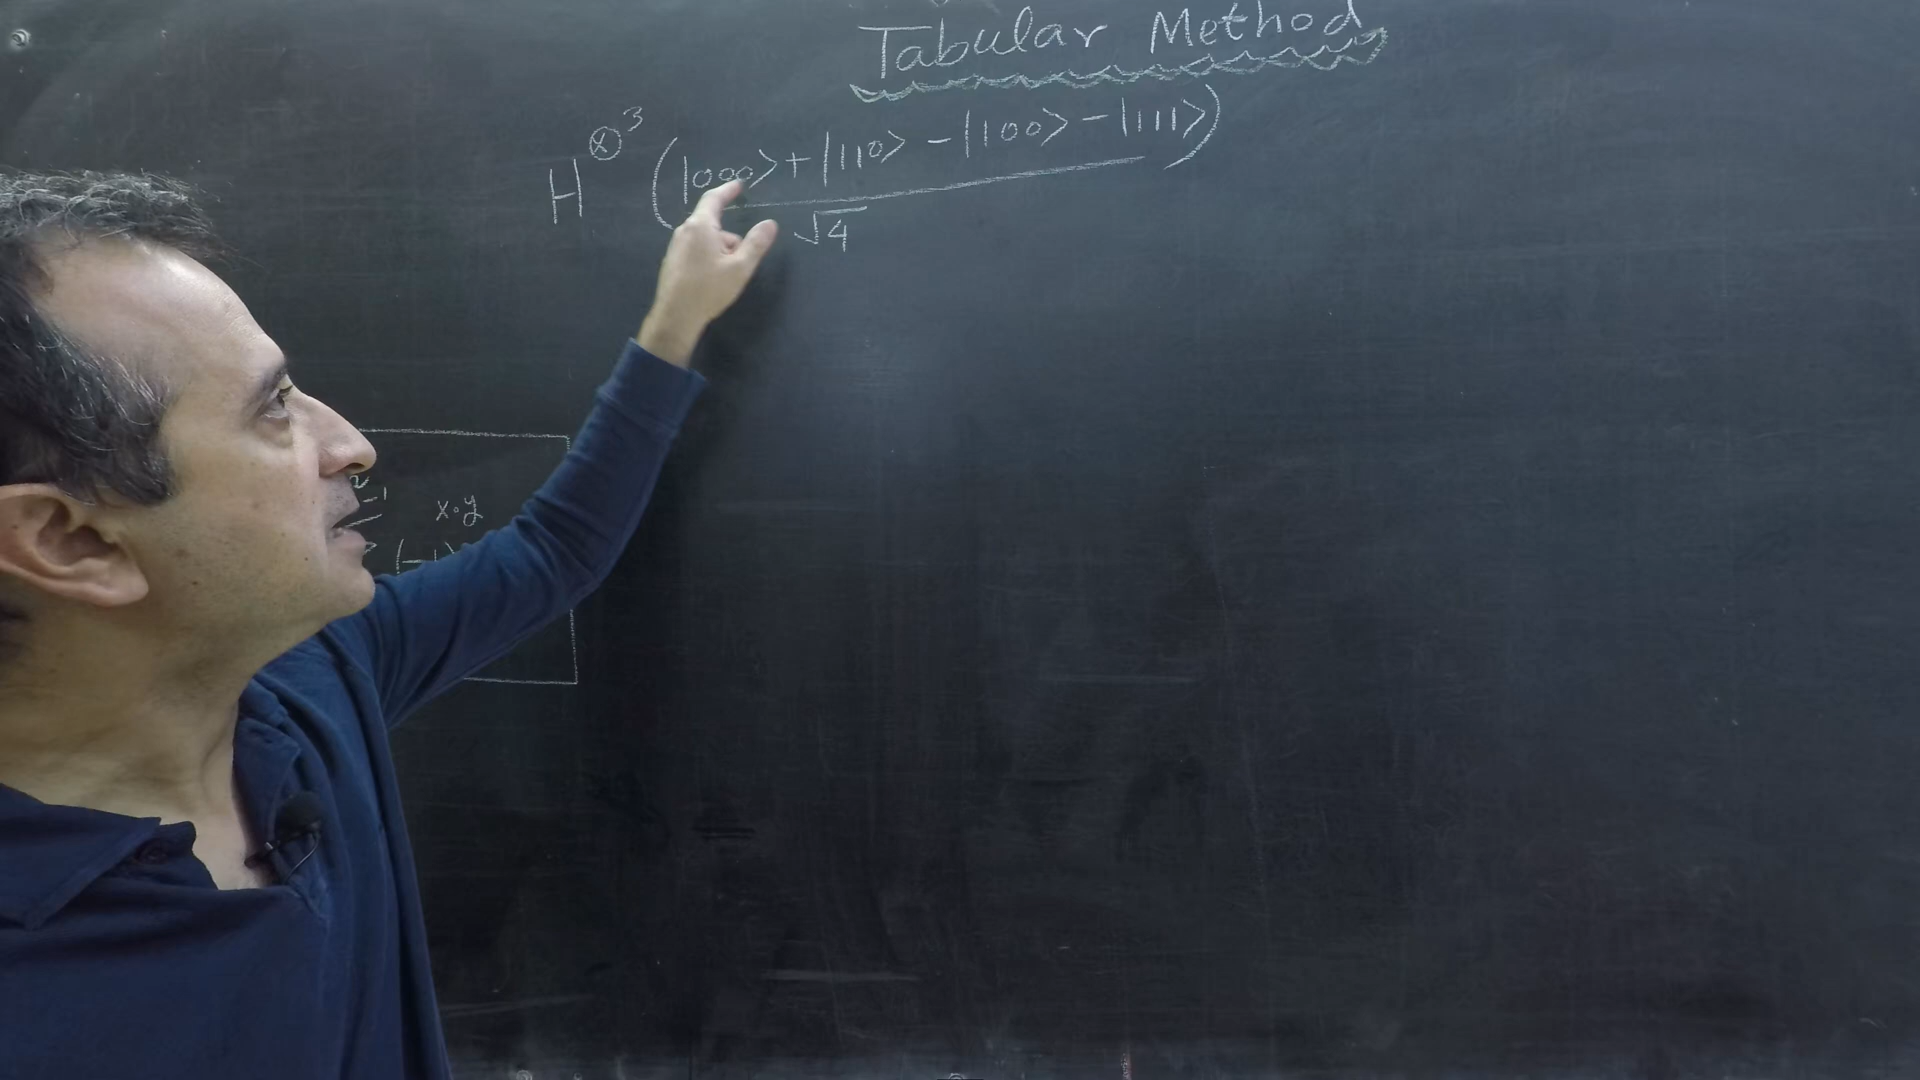 Tabular Method
H^{⊗3} (|000⟩ + |110⟩ - |100⟩ - |111⟩)
√4
x·y
(-1)